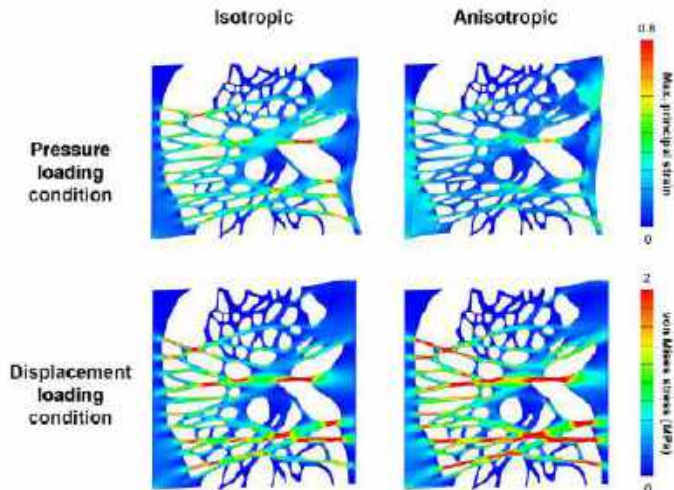 Isotropic
Anisotropic
Pressure
loading
condition
0.8
Max. principal strain
0
Displacement
loading
condition
2
von Mises stress (MPa)
0